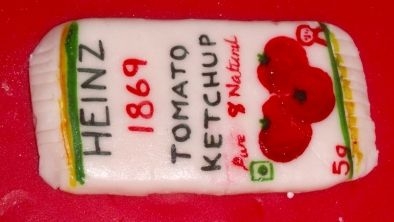 HEINZ
1869
TOMATO
KETCHUP
Pure & Natural
5g